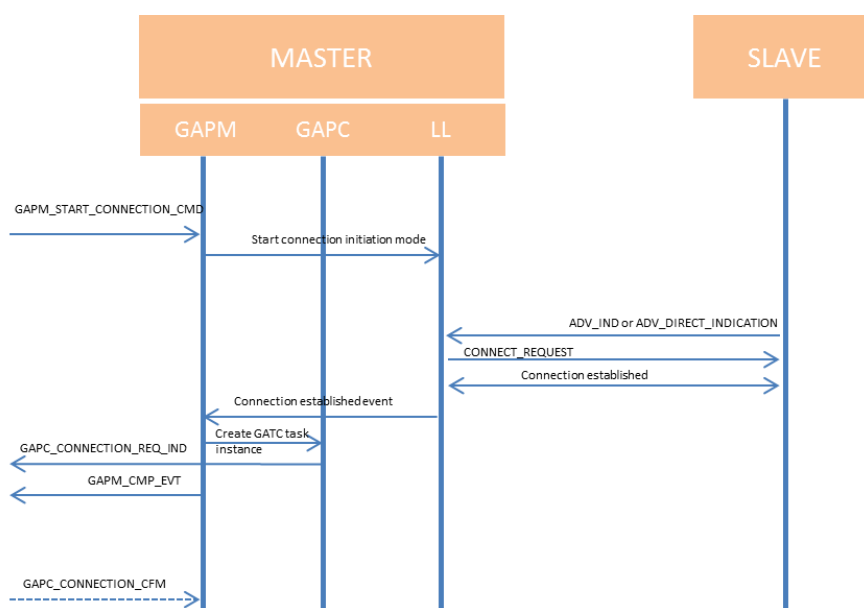 MASTER
SLAVE
GAPM
GAPC
LL
GAPM_START_CONNECTION_CMD
Start connection initiation mode
ADV_IND or ADV_DIRECT_INDICATION
CONNECT_REQUEST
Connection established
Connection established event
Create GATC task
instance
GAPC_CONNECTION_REQ_IND
GAPM_CMP_EVT
GAPC_CONNECTION_CFM